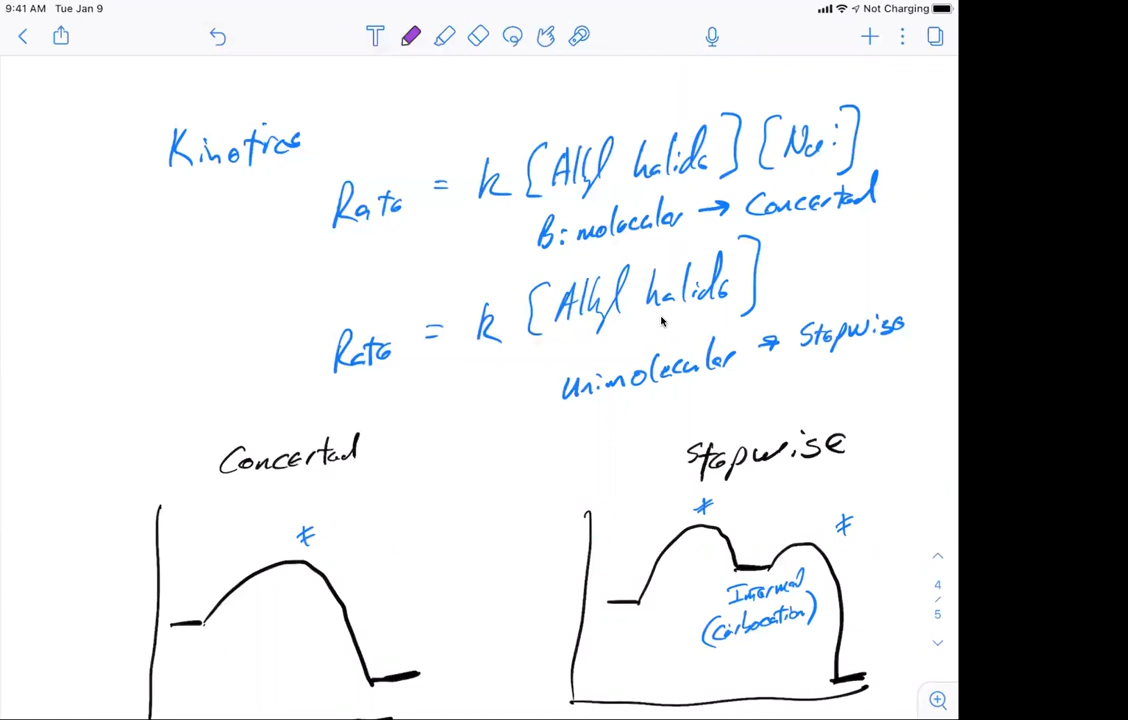 9:41 AM Tue Jan 9
Not Charging
Kinetics
Rate = k [Alkyl halide] [Nu:]
Bimolecular → Concerted
Rate = k [Alkyl halide]
Unimolecular → Stepwise
Concerted
Stepwise
‡
‡
‡
Intermed
(carbocation)
4
/
5